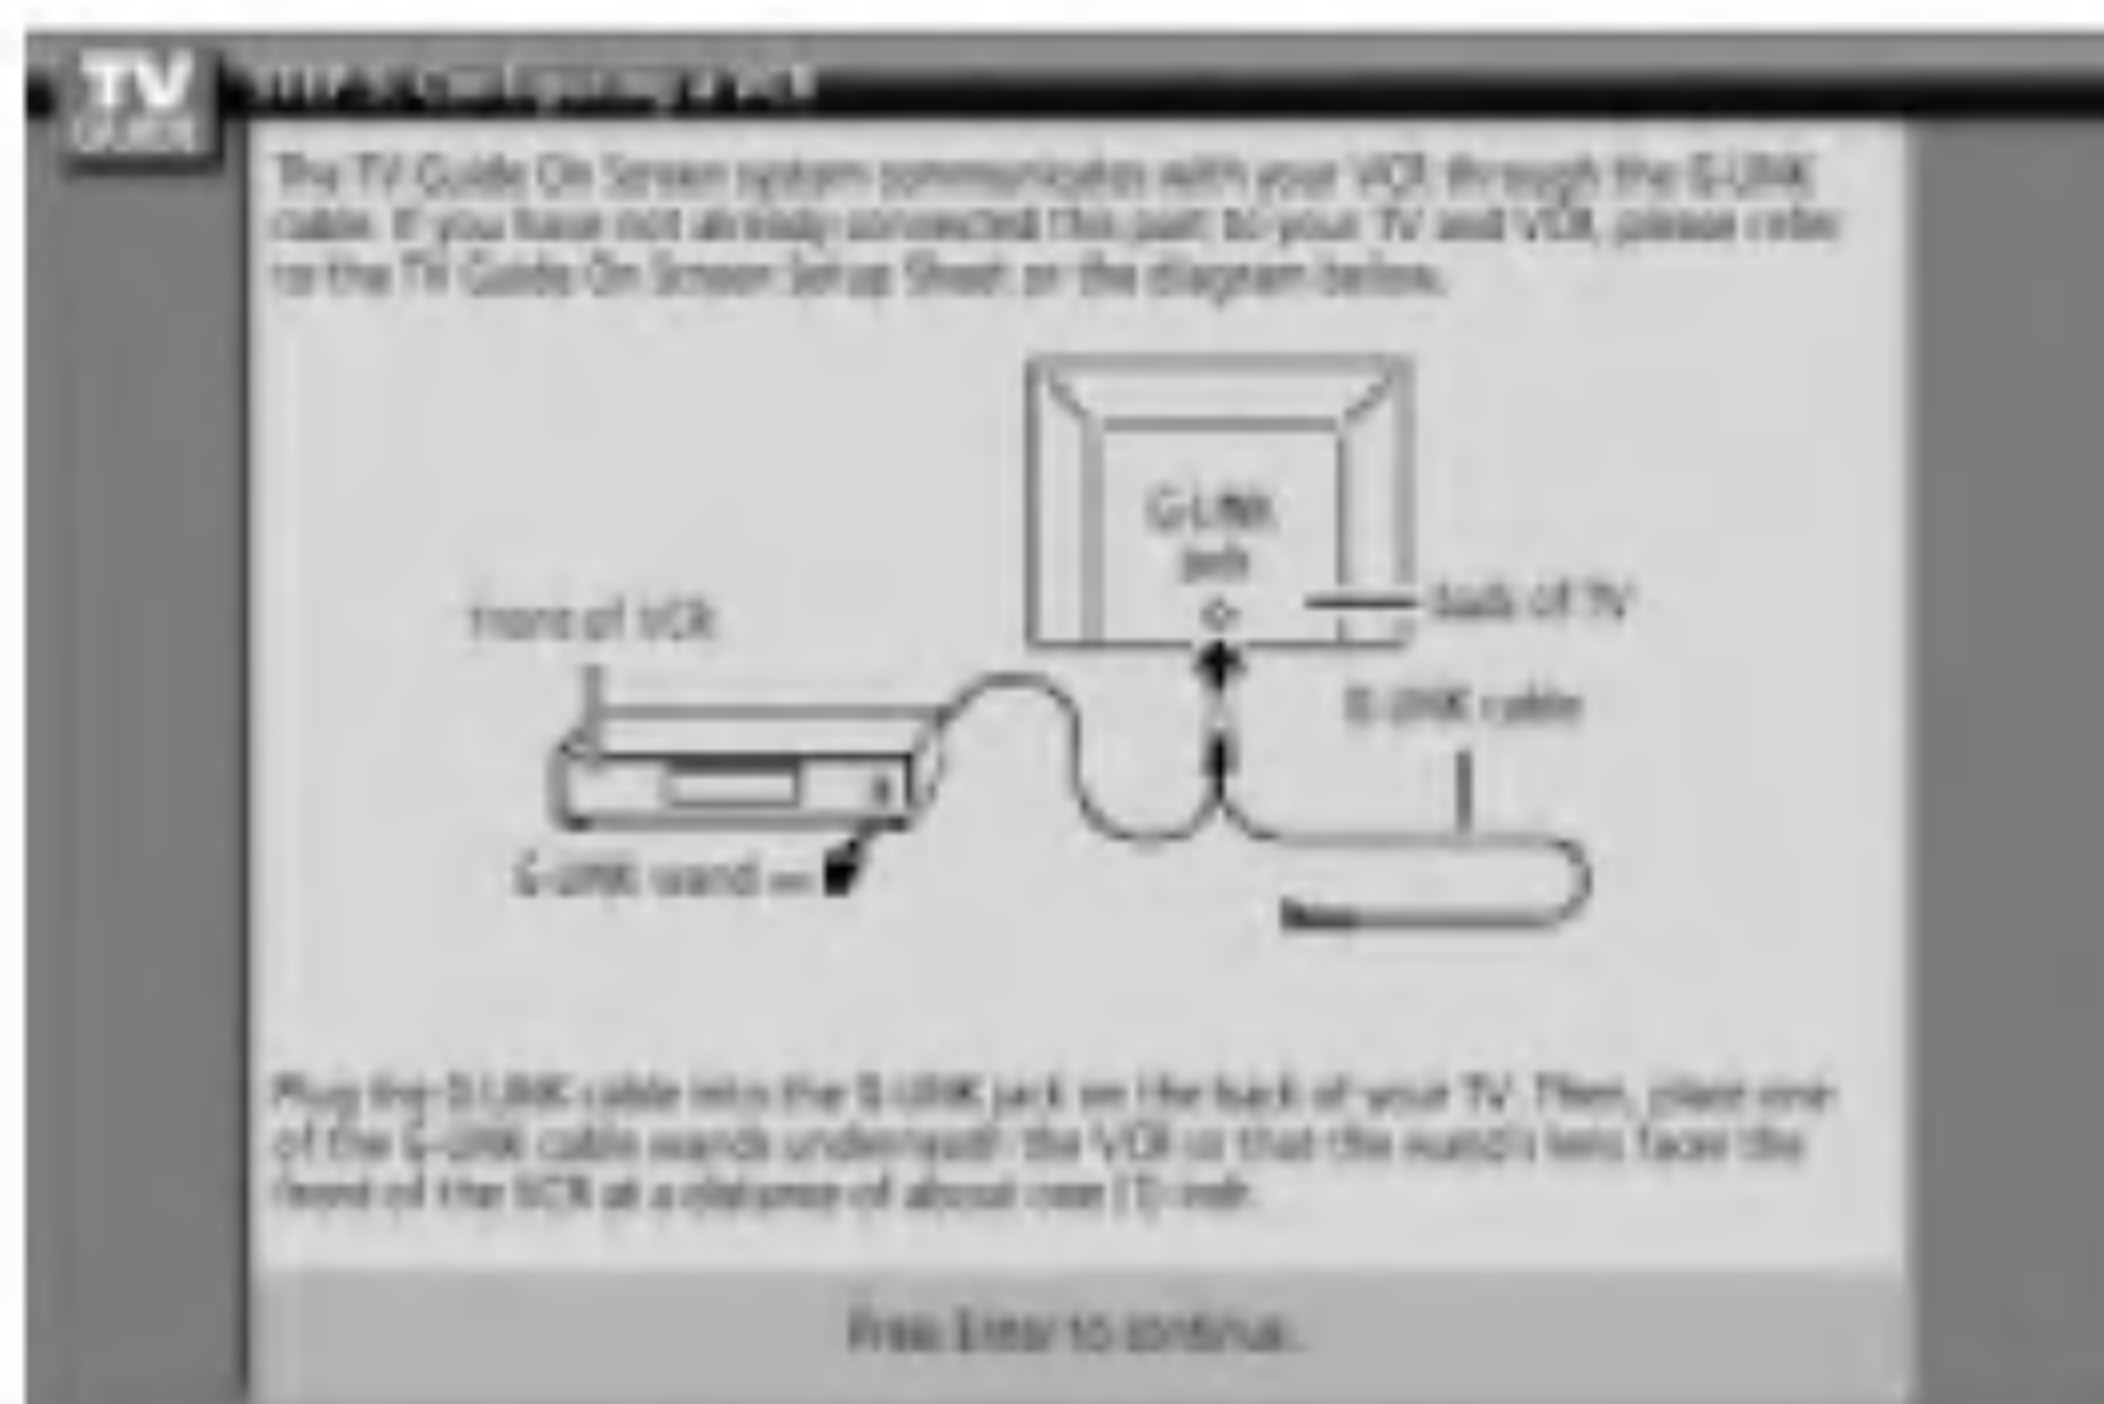 TV
GUIDE
The TV Guide On Screen system communicates with your VCR through the G-LINK
cable. If you have not already connected this part to your TV and VCR, please refer
to the TV Guide On Screen Setup Sheet or the diagram below.
G-LINK
jack
front of VCR
back of TV
G-LINK cable
G-LINK wand
Plug the G-LINK cable into the G-LINK jack on the back of your TV. Then, place one
of the G-LINK cable wands underneath the VCR so that the wand's lens faces the
front of the VCR at a distance of about one (1) inch.
Press Enter to continue.